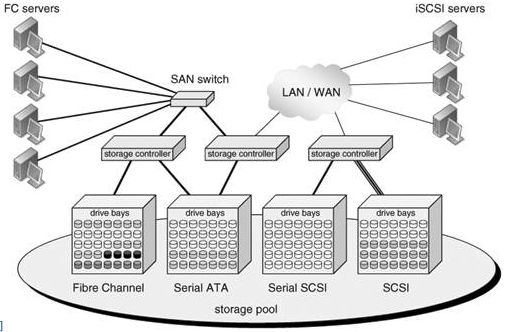 FC servers
iSCSI servers
SAN switch
LAN / WAN
storage controller
storage controller
storage controller
drive bays
drive bays
drive bays
drive bays
Fibre Channel
Serial ATA
Serial SCSI
SCSI
storage pool
]